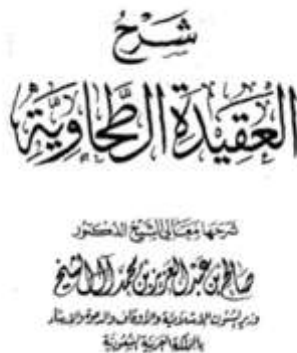 شرح
العقيدة الطحاوية
شرحها معالي الشيخ الدكتور
صالح بن عبد العزيز بن محمد آل الشيخ
وزير الشؤون الإسلامية والأوقاف والدعوة والإرشاد
بالمملكة العربية السعودية